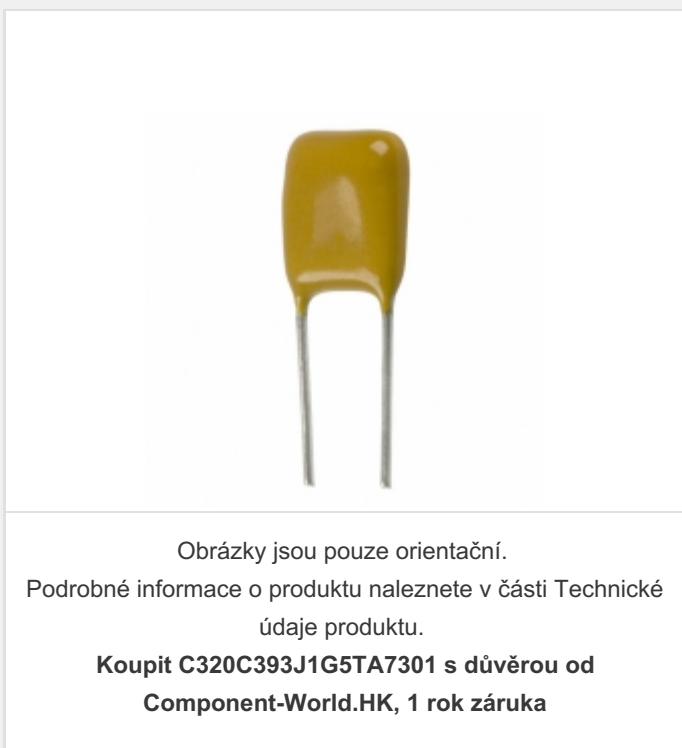 Obrázky jsou pouze orientační.
Podrobné informace o produktu naleznete v části Technické
údaje produktu.
Koupit C320C393J1G5TA7301 s důvěrou od
Component-World.HK, 1 rok záruka